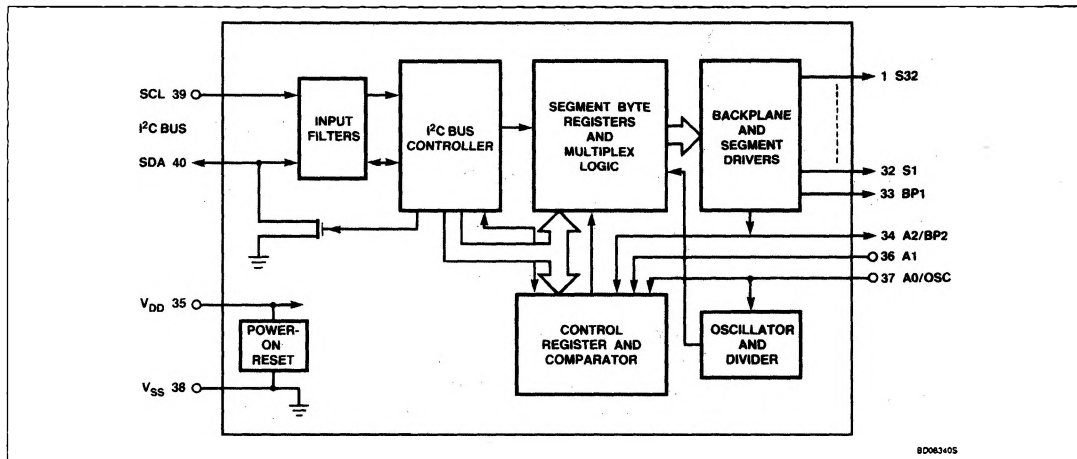 SCL 39
I²C BUS
SDA 40
INPUT
FILTERS
I²C BUS
CONTROLLER
SEGMENT BYTE
REGISTERS
AND
MULTIPLEX
LOGIC
BACKPLANE
AND
SEGMENT
DRIVERS
1 S32
32 S1
33 BP1
34 A2/BP2
36 A1
37 A0/OSC
VDD 35
POWER-
ON
RESET
VSS 38
CONTROL
REGISTER AND
COMPARATOR
OSCILLATOR
AND
DIVIDER
BD06340S